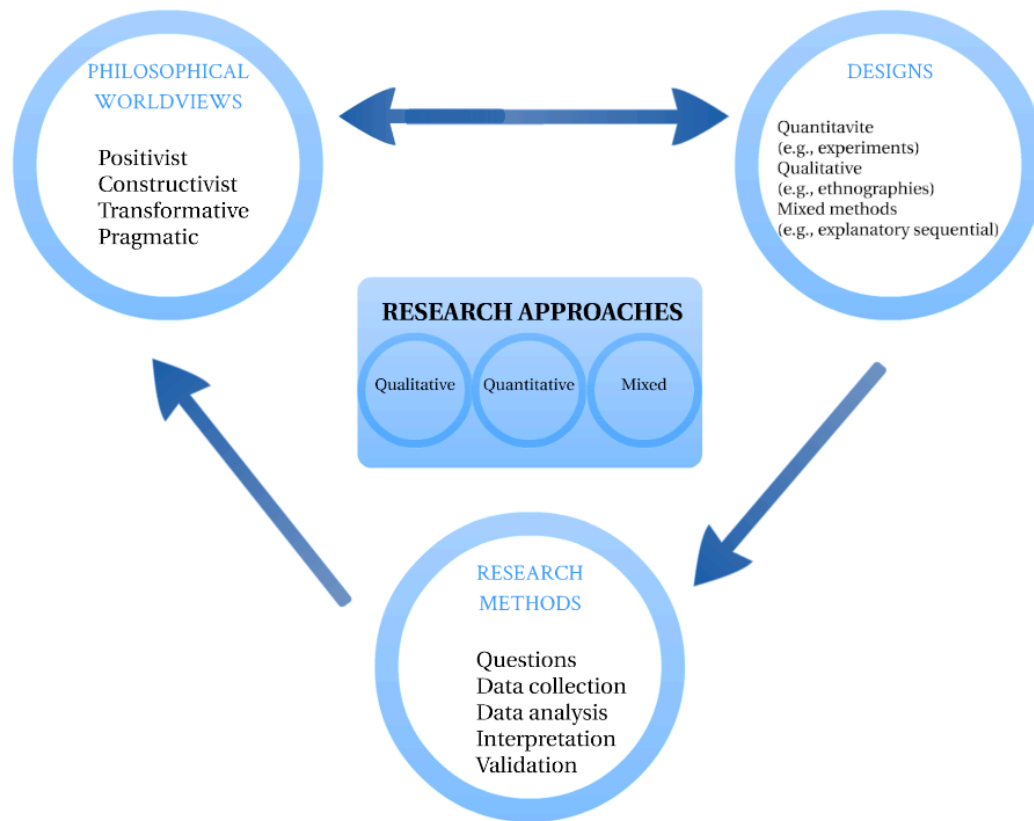 PHILOSOPHICAL
WORLDVIEWS
Positivist
Constructivist
Transformative
Pragmatic
DESIGNS
Quantitavite
(e.g., experiments)
Qualitative
(e.g., ethnographies)
Mixed methods
(e.g., explanatory sequential)
RESEARCH APPROACHES
Qualitative
Quantitative
Mixed
RESEARCH
METHODS
Questions
Data collection
Data analysis
Interpretation
Validation